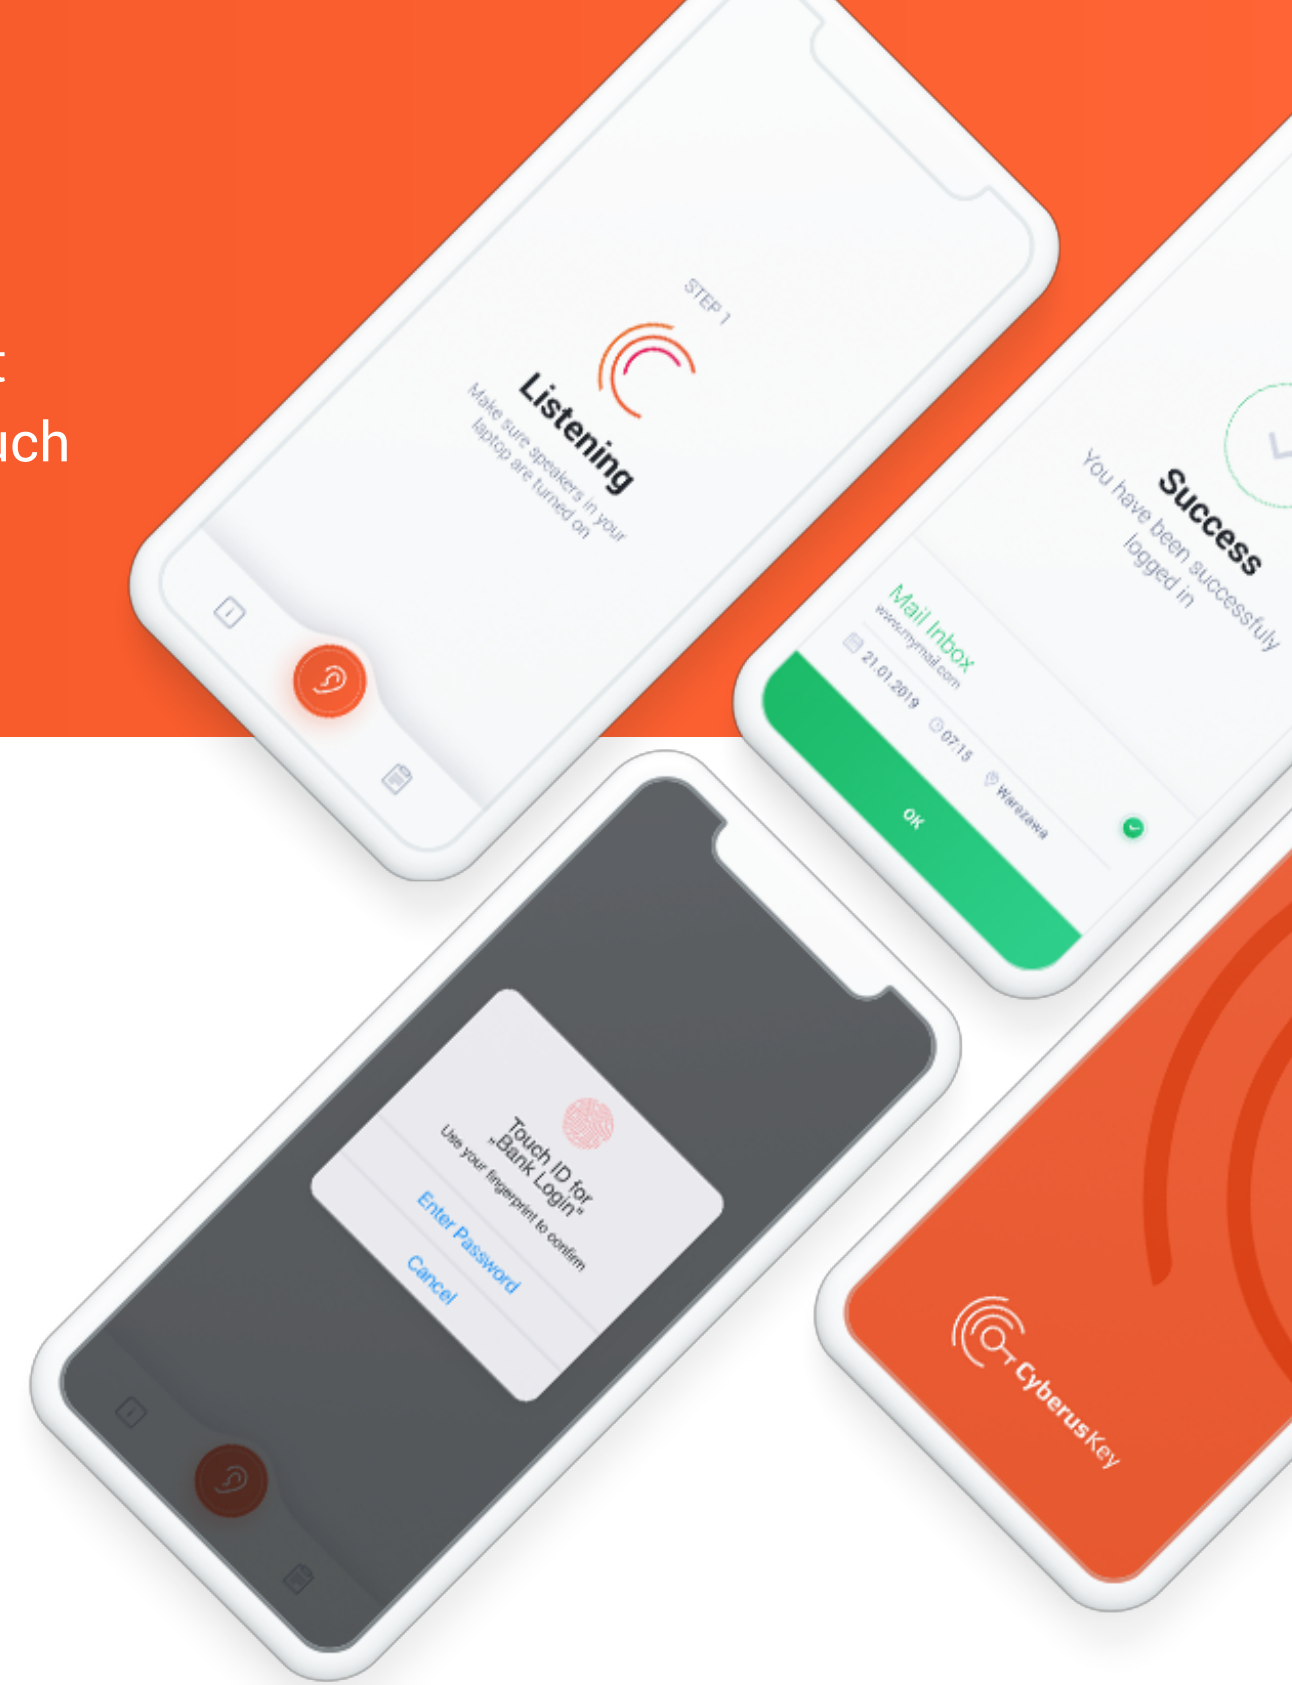 t
uch
STEP 1
Listening
Make sure speakers in your
laptop are turned on
Success
You have been successfuly
logged in
Mail Inbox
www.mymail.com
21.01.2019 07:15 Warszawa
OK
Touch ID for
„Bank Login"
Use your fingerprint to confirm
Enter Password
Cancel
CyberusKey